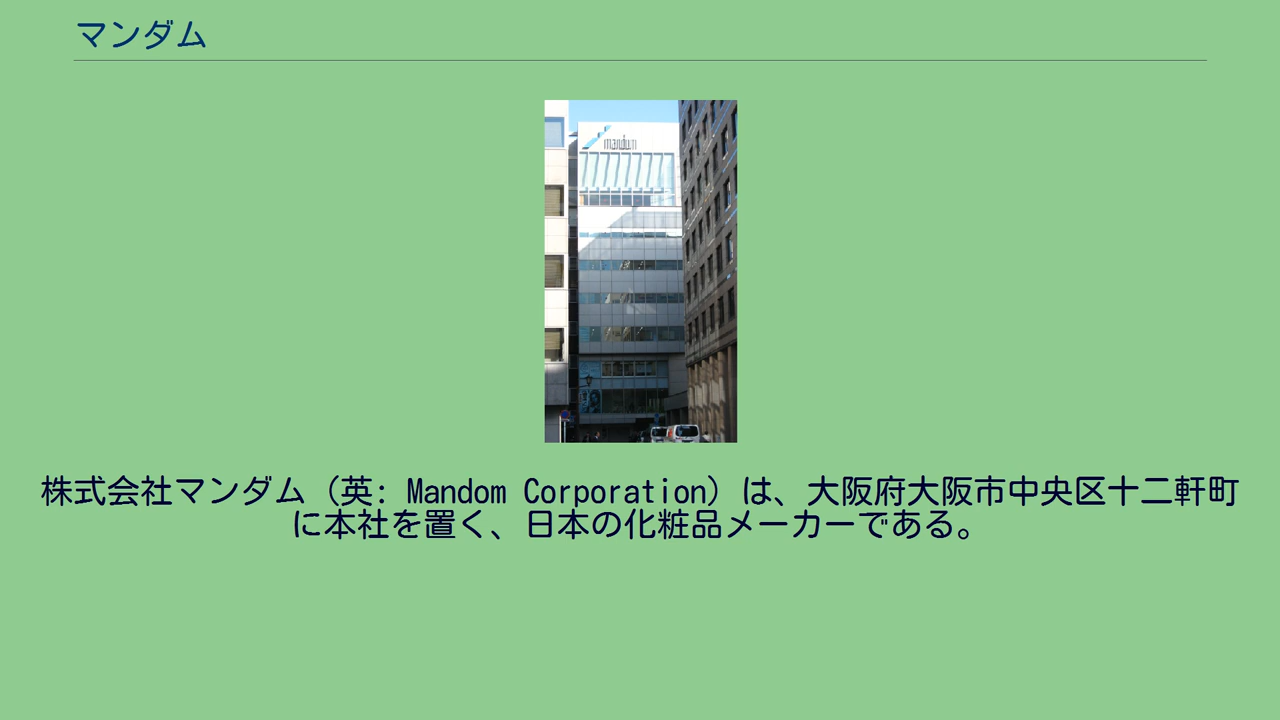 マンダム
mandom
株式会社マンダム（英: Mandom Corporation）は、大阪府大阪市中央区十二軒町
に本社を置く、日本の化粧品メーカーである。